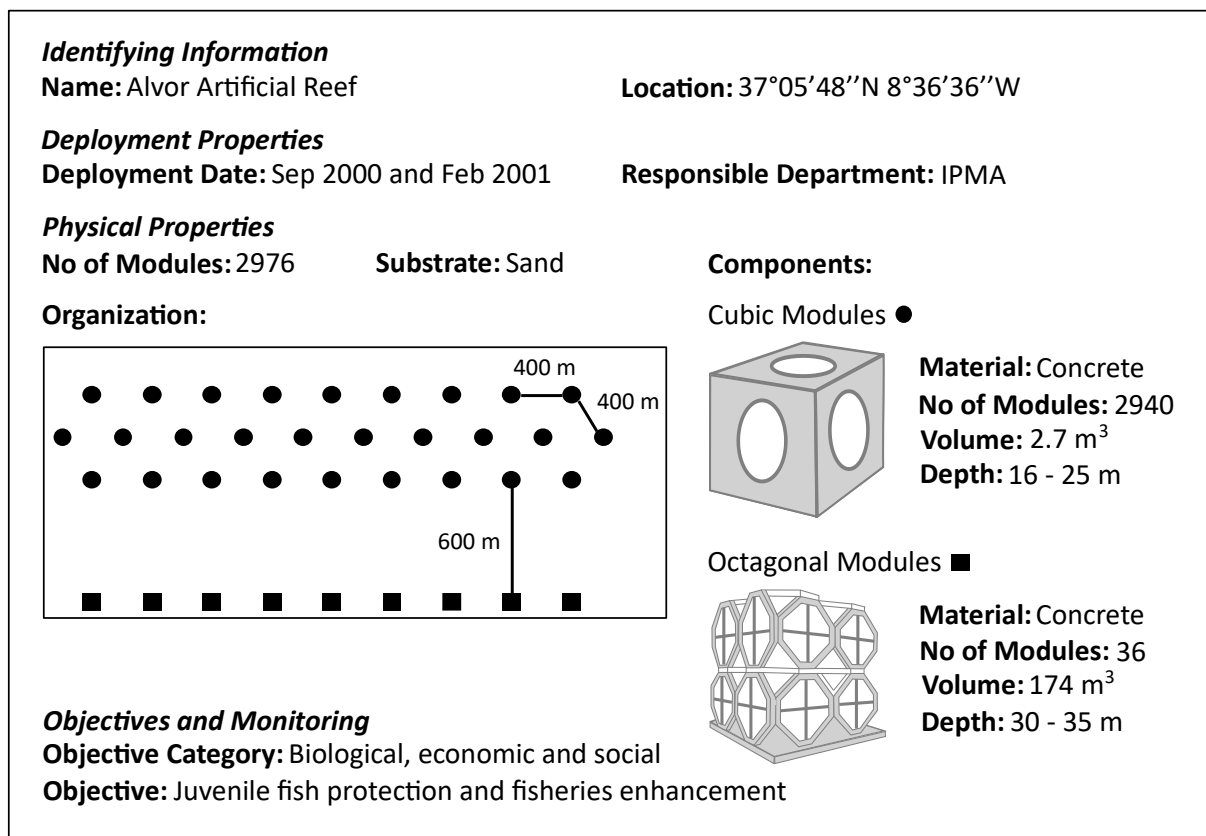 Identifying Information
Name: Alvor Artificial Reef
Location: 37°05’48’’N 8°36’36’’W
Deployment Properties
Deployment Date: Sep 2000 and Feb 2001
Responsible Department: IPMA
Physical Properties
No of Modules: 2976
Substrate: Sand
Components:
Organization:
400 m
400 m
600 m
Cubic Modules
Material: Concrete
No of Modules: 2940
Volume: 2.7 m³
Depth: 16 - 25 m
Octagonal Modules
Material: Concrete
No of Modules: 36
Volume: 174 m³
Depth: 30 - 35 m
Objectives and Monitoring
Objective Category: Biological, economic and social
Objective: Juvenile fish protection and fisheries enhancement